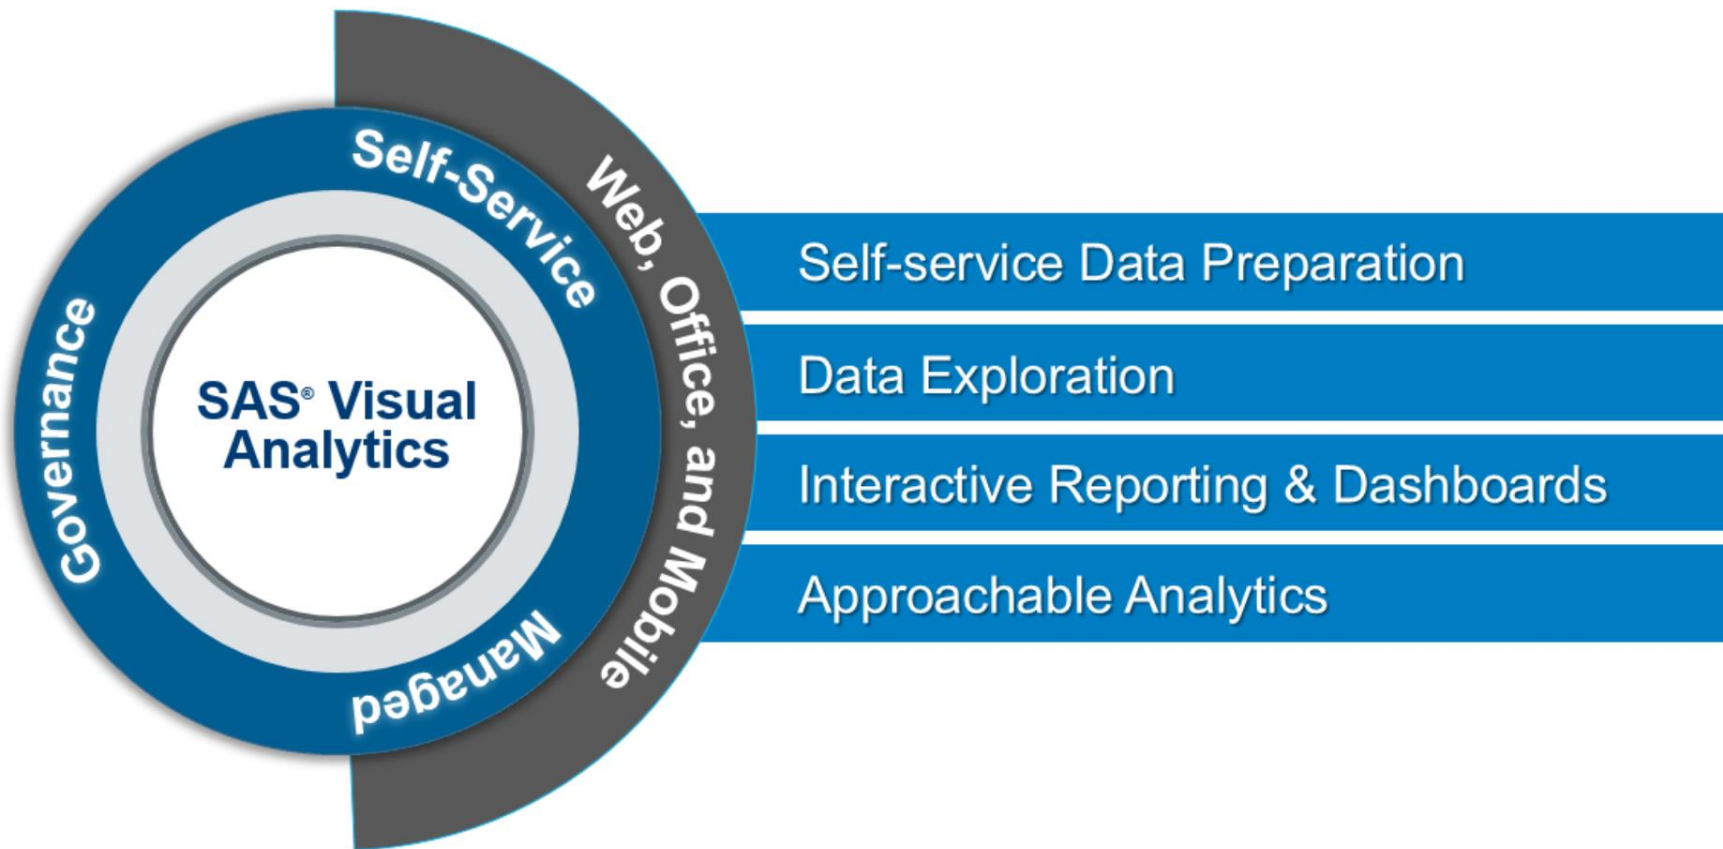 SAS® Visual
Analytics
Governance
Self-Service
Managed
Web, Office, and Mobile
Self-service Data Preparation
Data Exploration
Interactive Reporting & Dashboards
Approachable Analytics